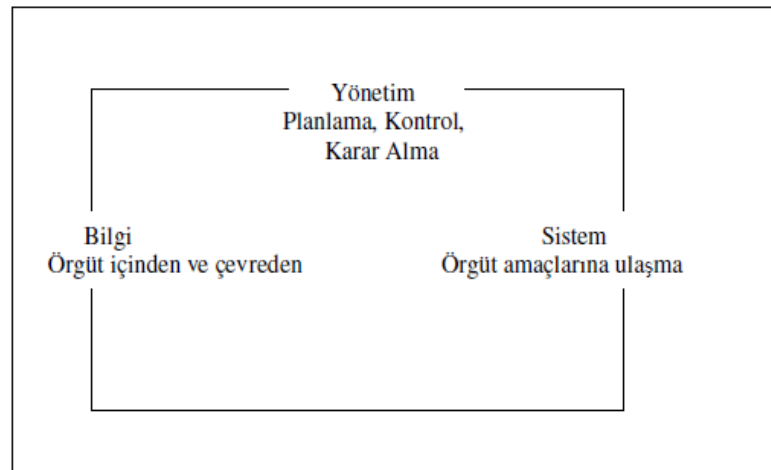 Yönetim
Planlama, Kontrol,
Karar Alma
Bilgi
Örgüt içinden ve çevreden
Sistem
Örgüt amaçlarına ulaşma